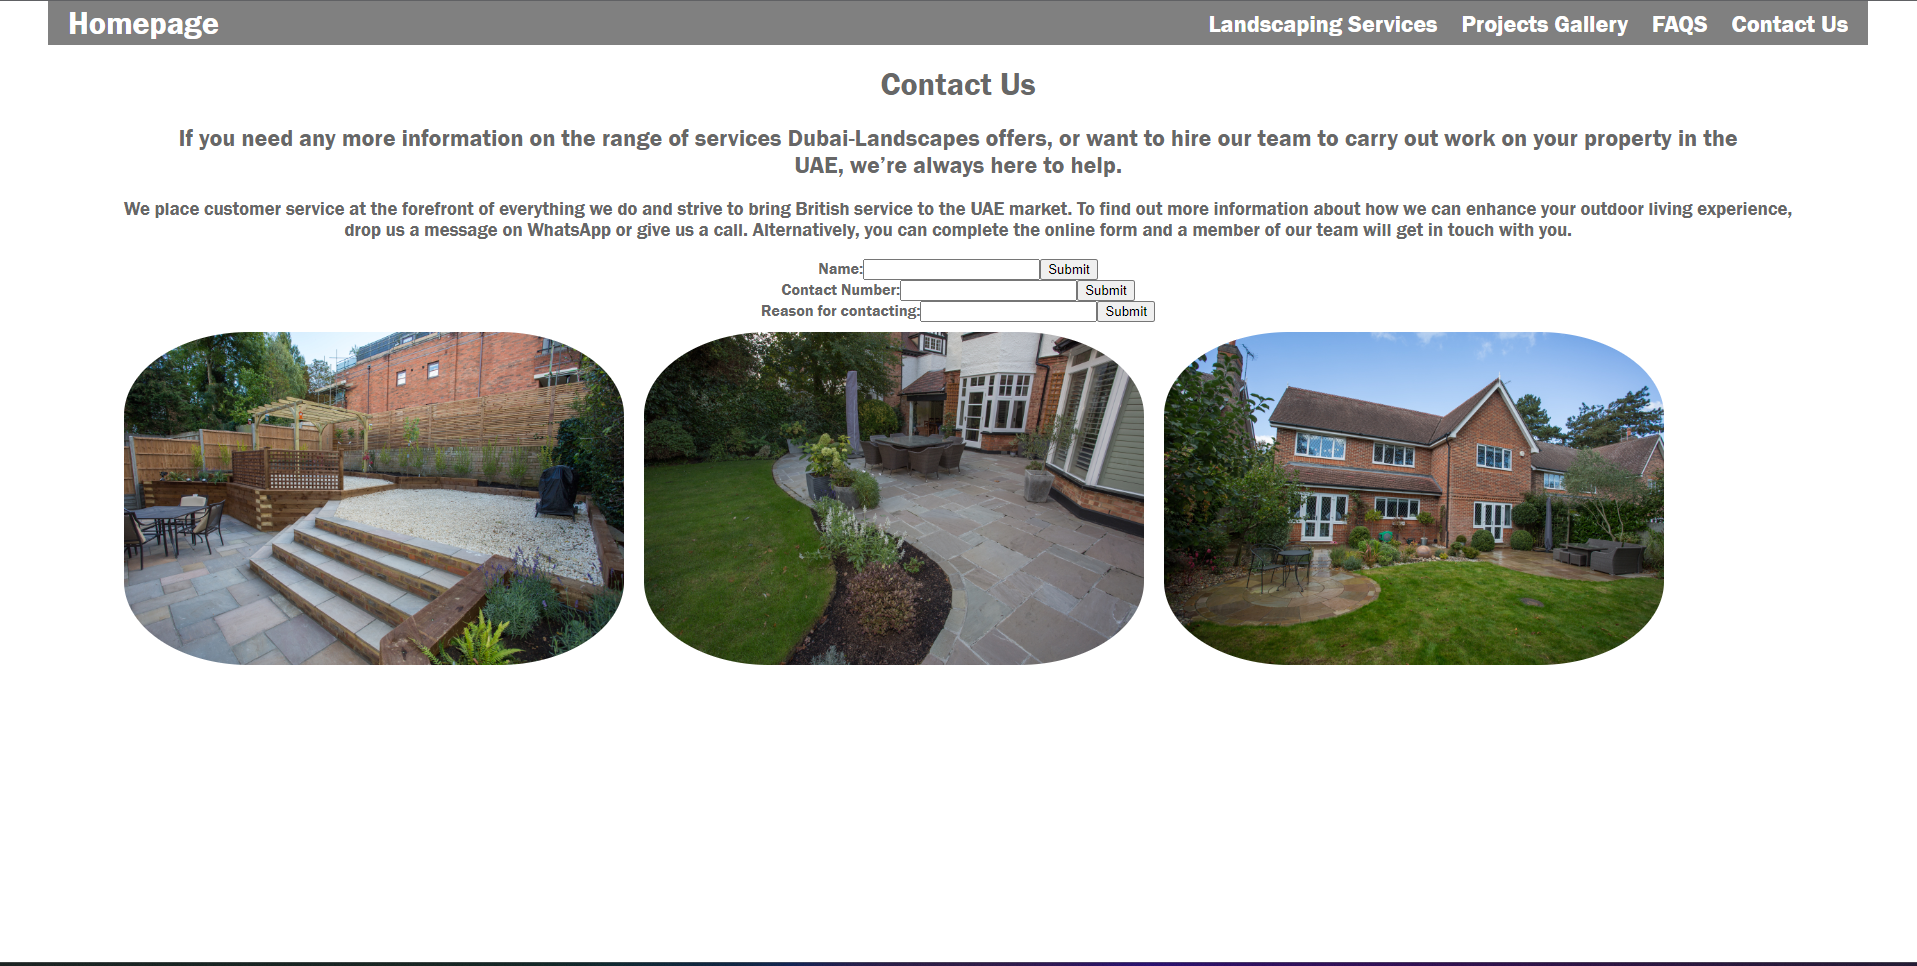 Homepage
Landscaping Services Projects Gallery FAQS Contact Us
Contact Us
If you need any more information on the range of services Dubai-Landscapes offers, or want to hire our team to carry out work on your property in the
UAE, we’re always here to help.
We place customer service at the forefront of everything we do and strive to bring British service to the UAE market. To find out more information about how we can enhance your outdoor living experience,
drop us a message on WhatsApp or give us a call. Alternatively, you can complete the online form and a member of our team will get in touch with you.
Name: Submit
Contact Number: Submit
Reason for contacting: Submit